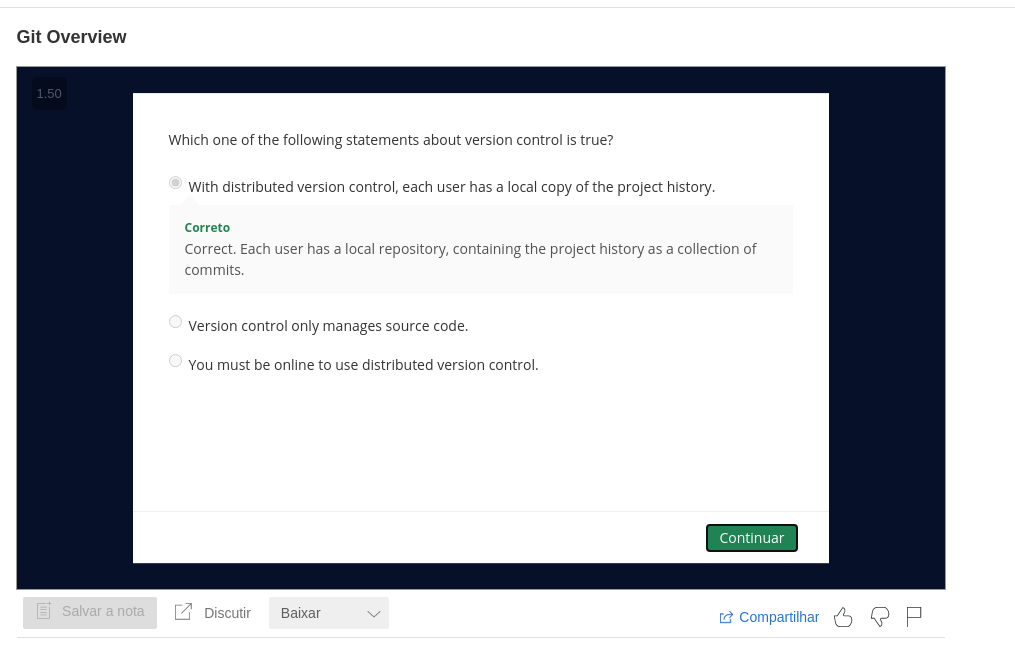 Git Overview
1.50
Which one of the following statements about version control is true?
With distributed version control, each user has a local copy of the project history.
Correto
Correct. Each user has a local repository, containing the project history as a collection of
commits.
Version control only manages source code.
You must be online to use distributed version control.
Continuar
Salvar a nota
Discutir
Baixar
Compartilhar